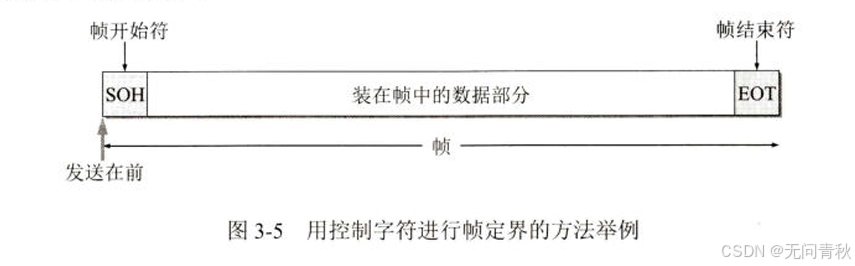 帧开始符
帧结束符
SOH
装在帧中的数据部分
EOT
帧
发送在前
图 3-5 用控制字符进行帧定界的方法举例
CSDN @无问青秋